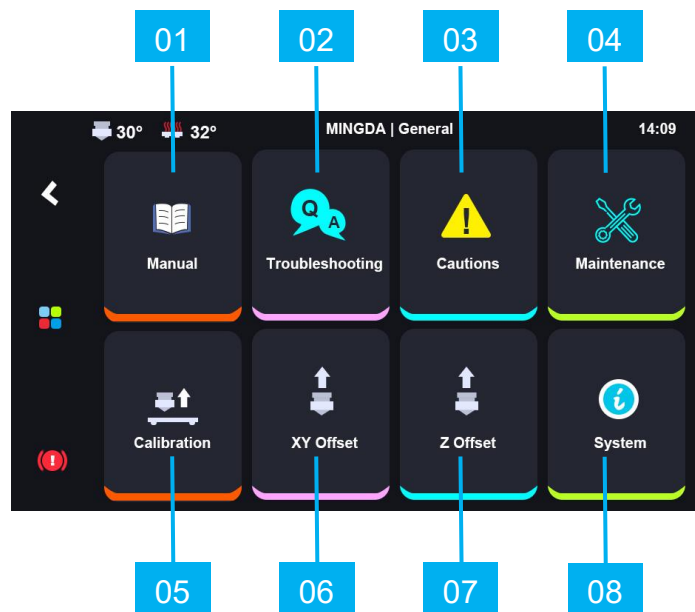 01 02 03 04
30° 32° MINGDA | General 14:09
Q A
Manual Troubleshooting Cautions Maintenance
Calibration XY Offset Z Offset System
05 06 07 08